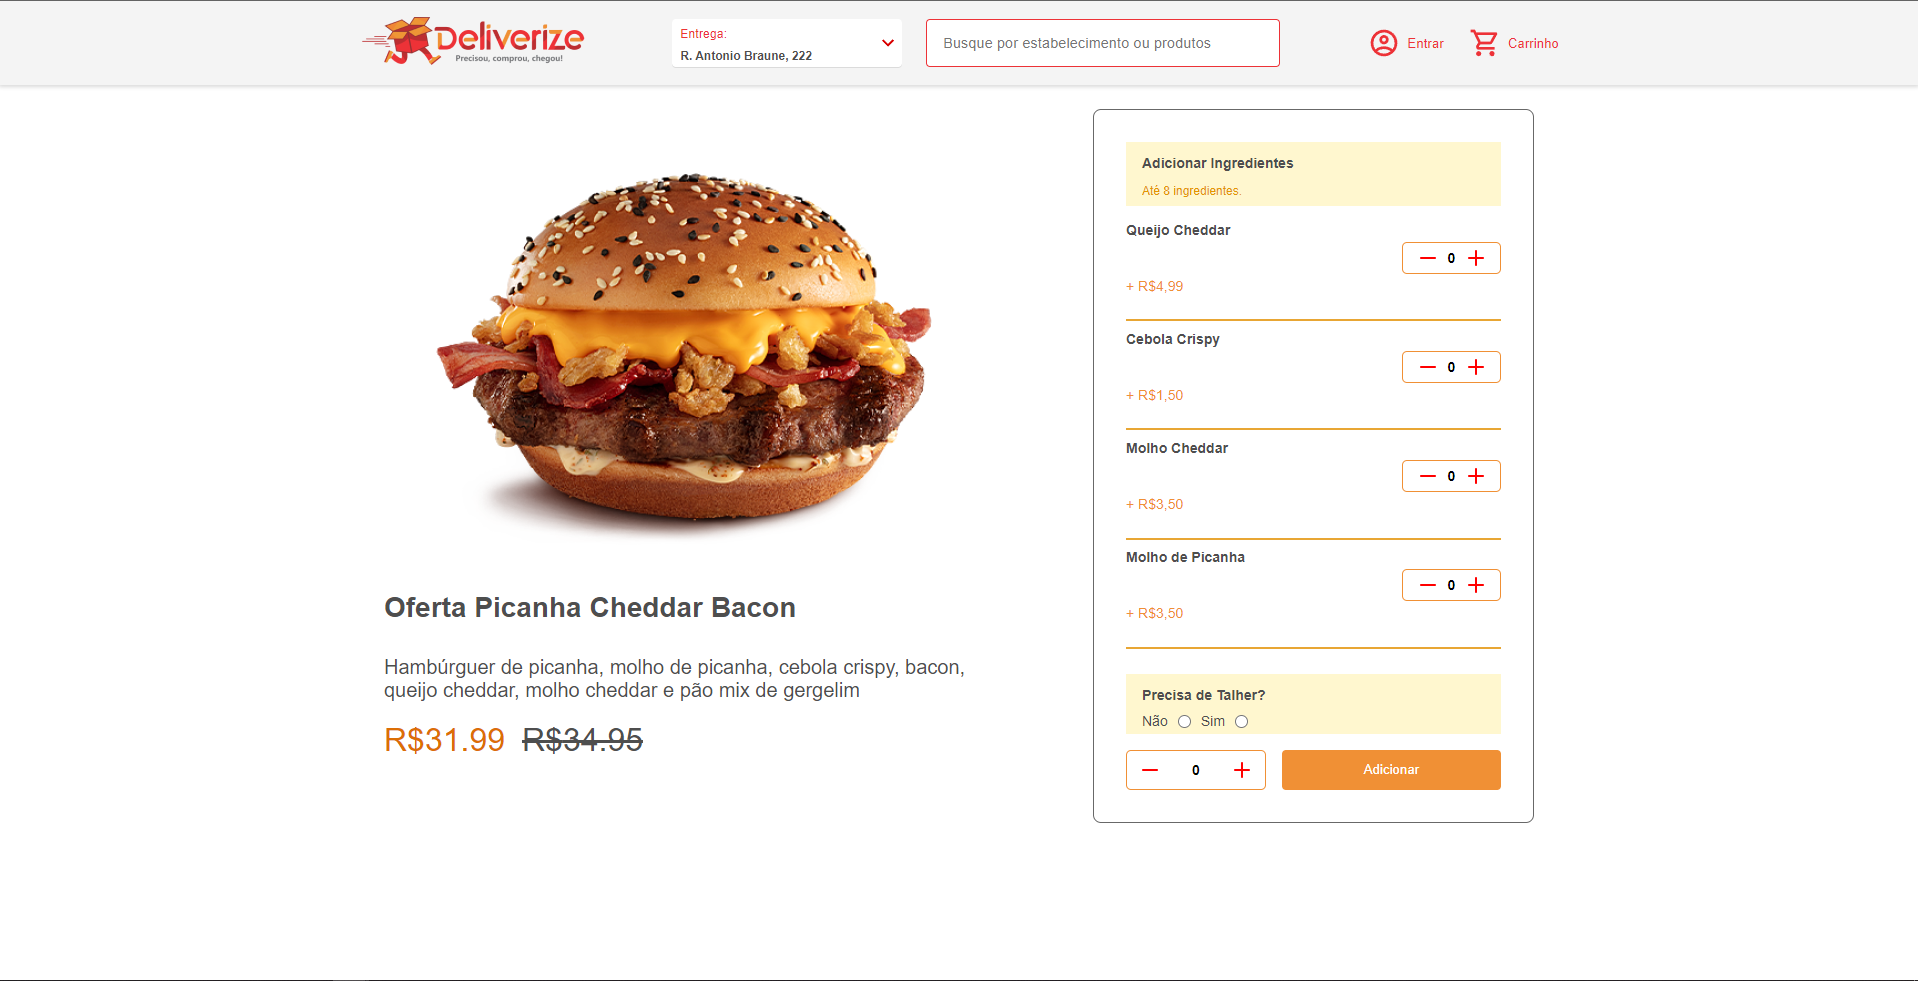 Deliverize
Precisou, comprou, chegou!
Entrega:
R. Antonio Braune, 222
Busque por estabelecimento ou produtos
Entrar
Carrinho
Oferta Picanha Cheddar Bacon
Hambúrguer de picanha, molho de picanha, cebola crispy, bacon,
queijo cheddar, molho cheddar e pão mix de gergelim
R$31.99 R$34.95
Adicionar Ingredientes
Até 8 ingredientes.
Queijo Cheddar
0
+ R$4,99
Cebola Crispy
0
+ R$1,50
Molho Cheddar
0
+ R$3,50
Molho de Picanha
0
+ R$3,50
Precisa de Talher?
Não Sim
0
Adicionar